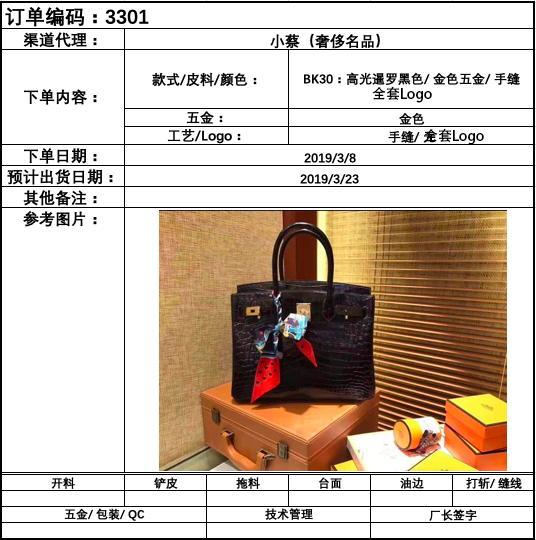 订单编码：3301
渠道代理： 小蔡（奢侈名品）
下单内容： 款式/皮料/颜色： BK30：高光暹罗黑色/ 金色五金/ 手缝
全套Logo
五金： 金色
工艺/Logo： 手缝/ 全套Logo
下单日期： 2019/3/8
预计出货日期： 2019/3/23
其他备注：
参考图片：
开料 铲皮 拖料 台面 油边 打斩/ 缝线
五金/ 包装/ QC 技术管理 厂长签字